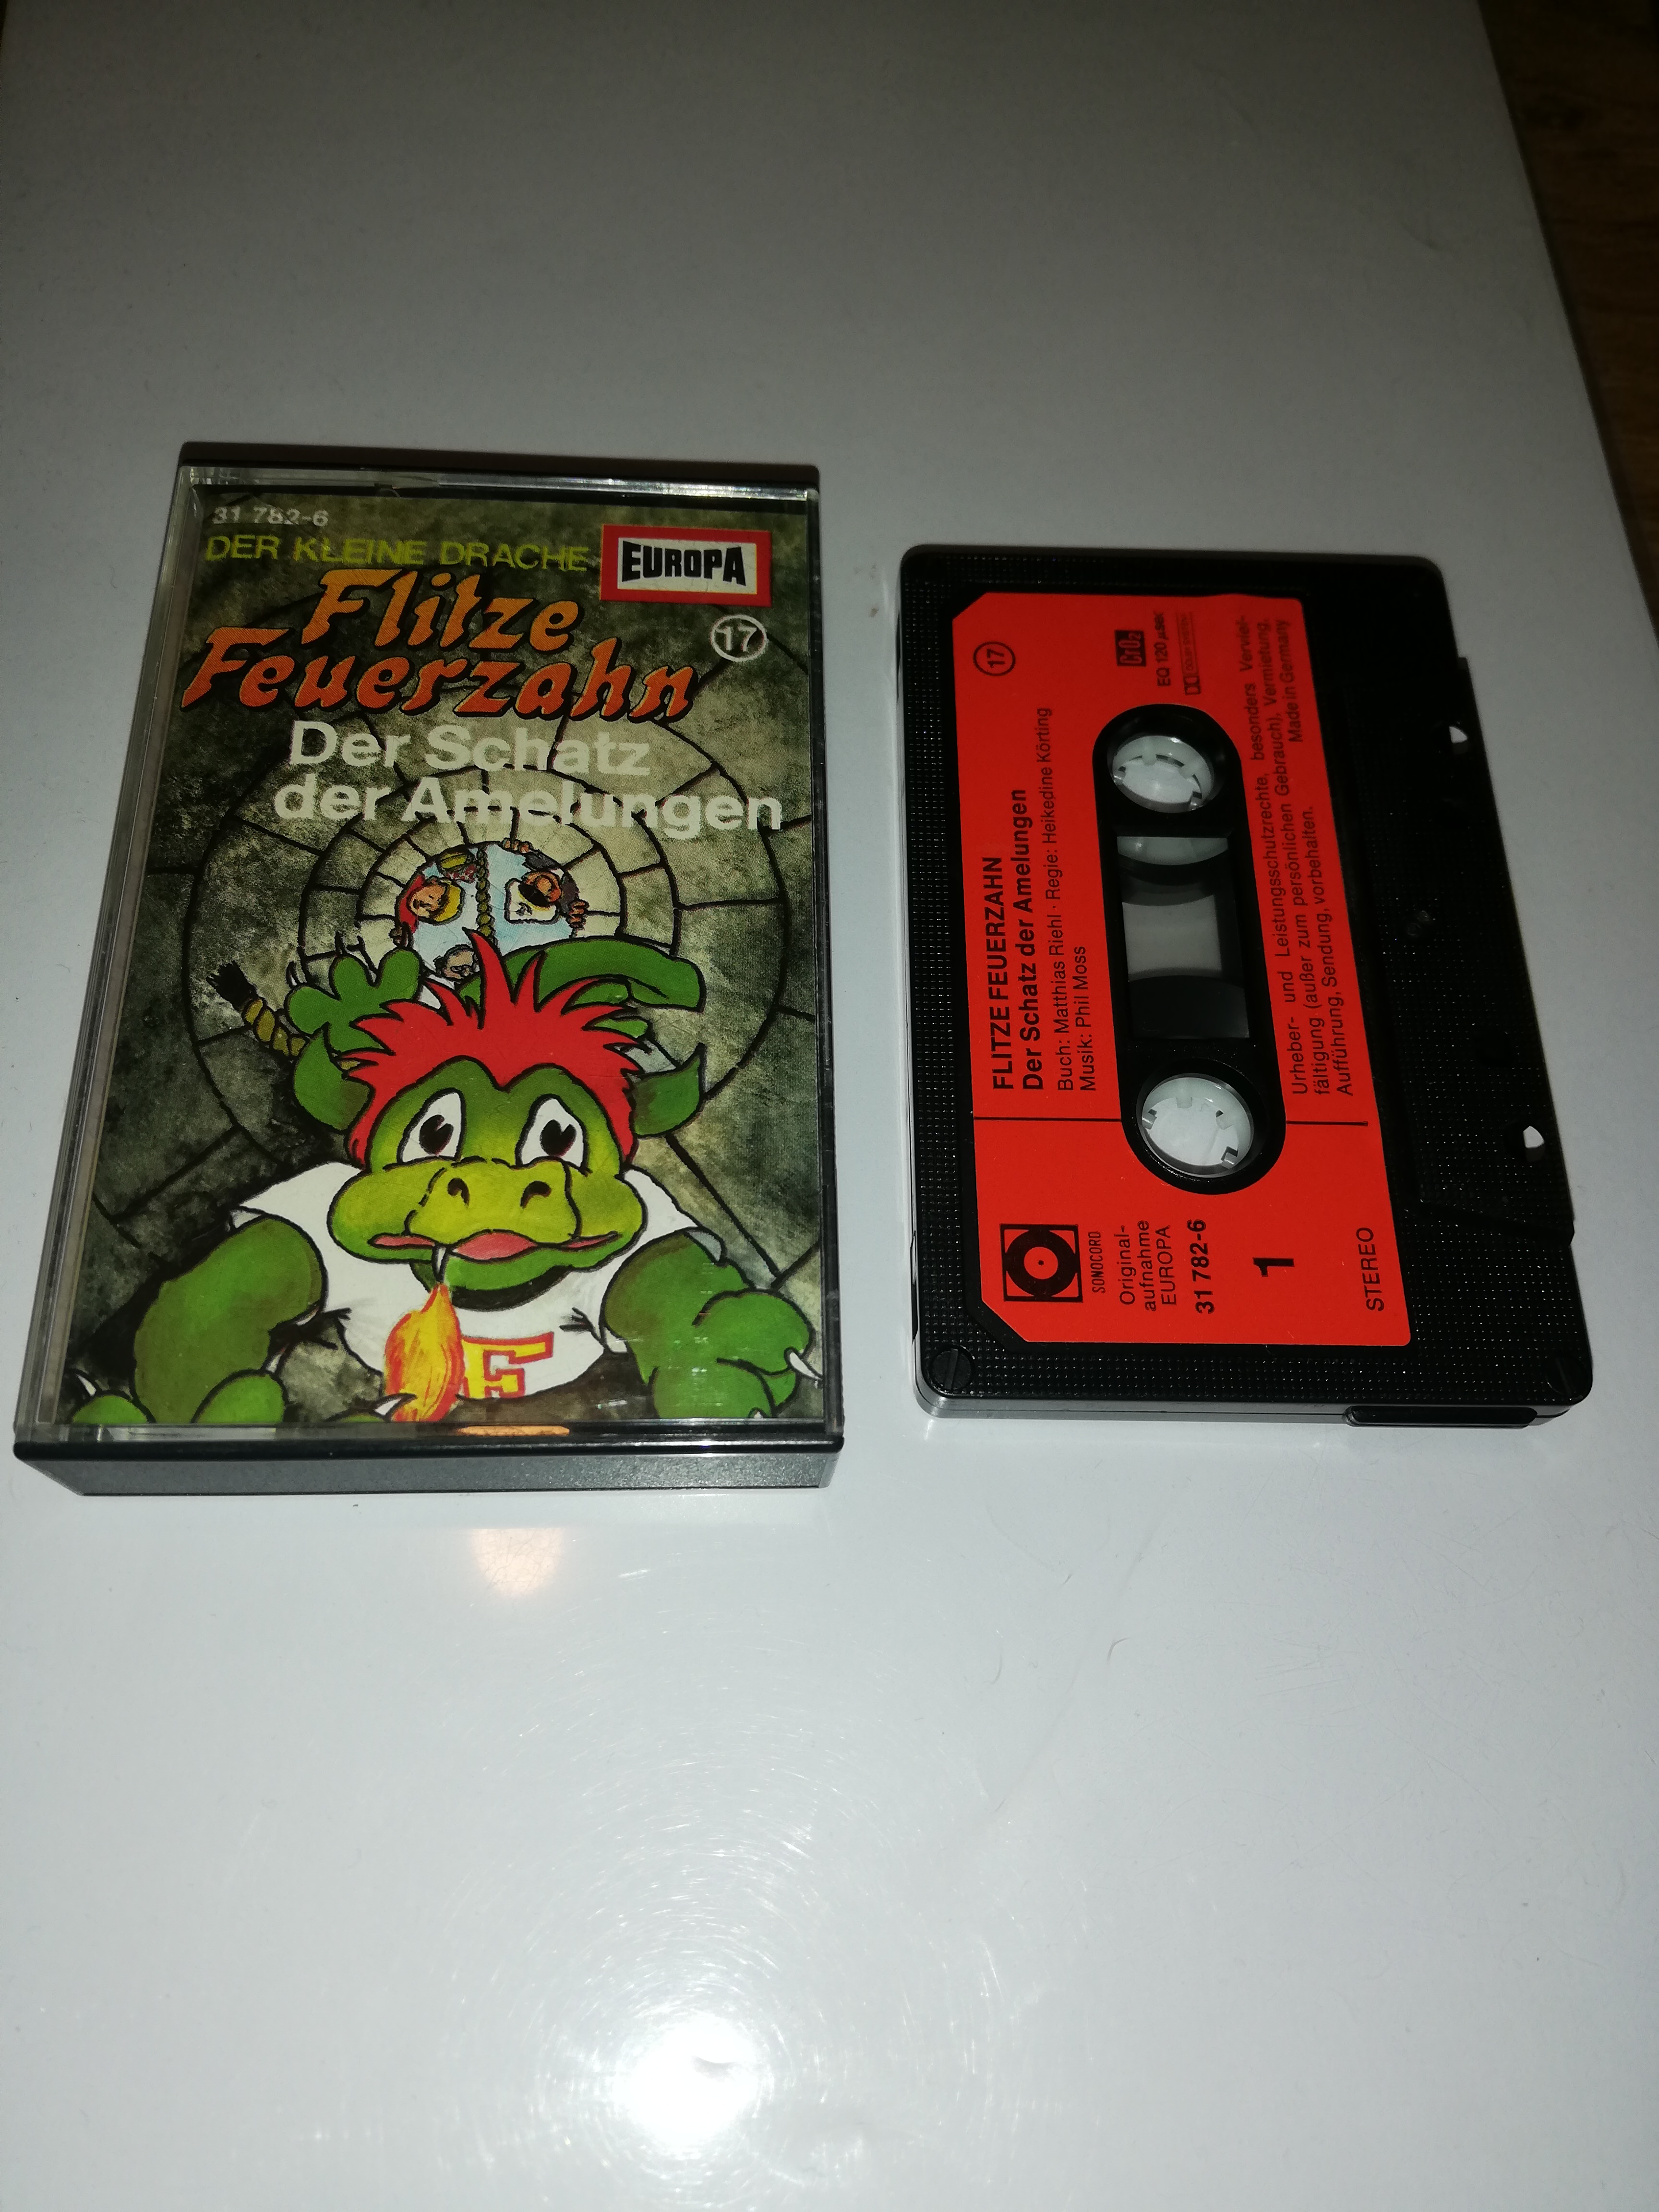 31 782-6
DER KLEINE DRACHE
EUROPA
Flitze
Feuerzahn
17
Der Schatz
der Amelungen
F
17
FLITZE FEUERZAHN
Der Schatz der Amelungen
Buch: Matthias Riehl · Regie: Heikedine Körting
Musik: Phil Moss
CrO2
EQ 120 µsec
Urheber- und Leistungsschutzrechte, besonders Verviel-
fältigung (außer zum persönlichen Gebrauch), Vermietung,
Aufführung, Sendung, vorbehalten.
Made in Germany
SONOCORD
Original-
aufnahme
EUROPA
31 782-6
1
STEREO